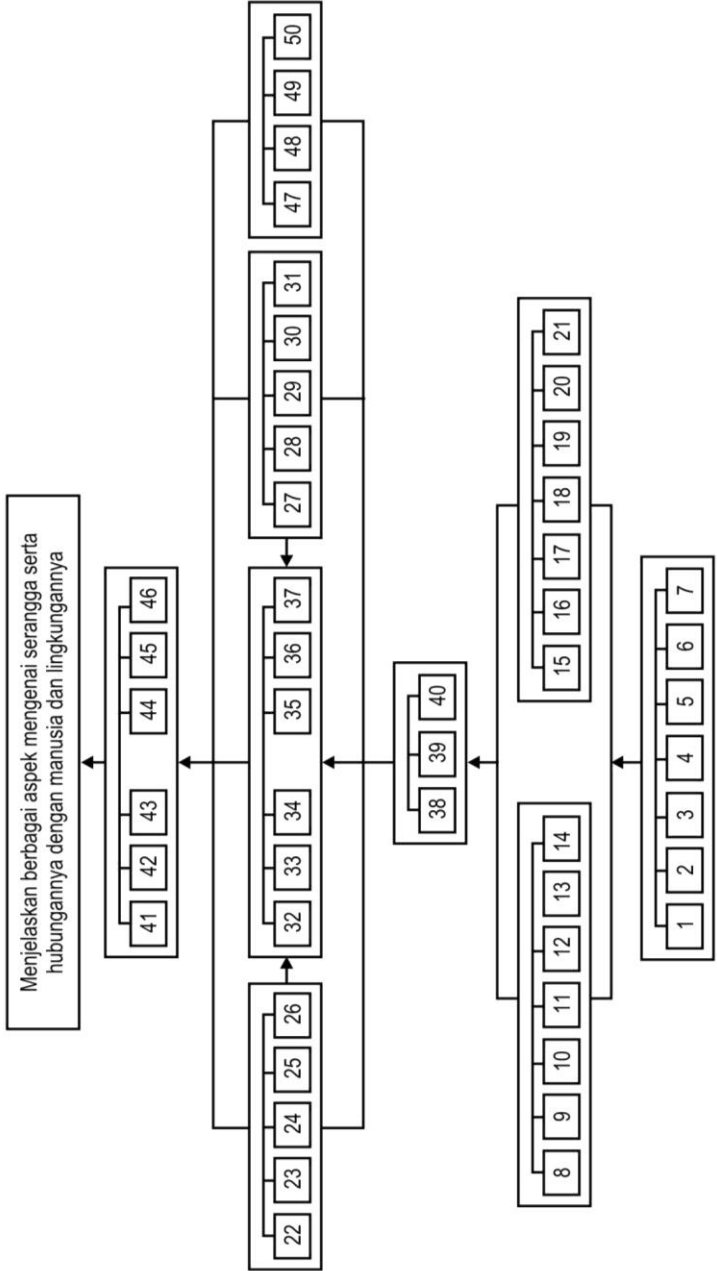 Menjelaskan berbagai aspek mengenai serangga serta
hubungannya dengan manusia dan lingkungannya
41 42 43 44 45 46
22 23 24 25 26
32 33 34 35 36 37
27 28 29 30 31
47 48 49 50
38 39 40
8 9 10 11 12 13 14
15 16 17 18 19 20 21
1 2 3 4 5 6 7